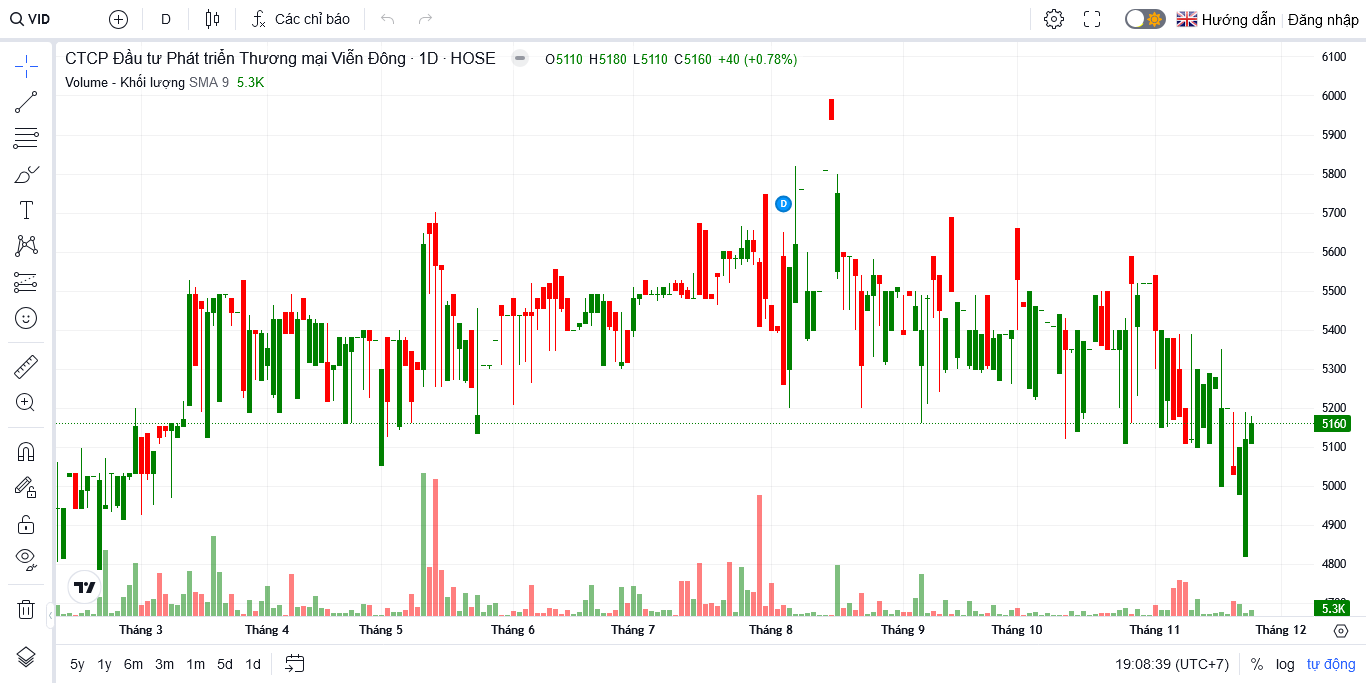 VID D Các chỉ báo Hướng dẫn Đăng nhập
CTCP Đầu tư Phát triển Thương mại Viễn Đông · 1D · HOSE O5110 H5180 L5110 C5160 +40 (+0.78%)
Volume - Khối lượng SMA 9 5.3K
6100
6000
5900
5800
5700
D
5600
5500
5400
5300
5200
5160
5100
5000
4900
4800
5.3K
Tháng 3 Tháng 4 Tháng 5 Tháng 6 Tháng 7 Tháng 8 Tháng 9 Tháng 10 Tháng 11 Tháng 12
5y 1y 6m 3m 1m 5d 1d 19:08:39 (UTC+7) % log tự động